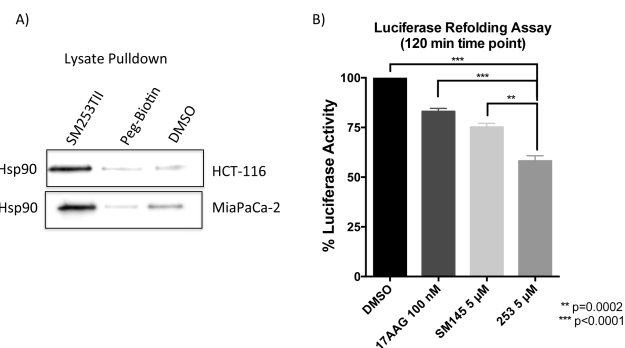 A)
Lysate Pulldown
SM253TII
Peg-Biotin
DMSO
Hsp90
HCT-116
Hsp90
MiaPaCa-2
B)
Luciferase Refolding Assay
(120 min time point)
***
***
**
100
75
50
25
0
% Luciferase Activity
DMSO
17AAG 100 nM
SM145 5 µM
253 5 µM
** p=0.0002
*** p<0.0001